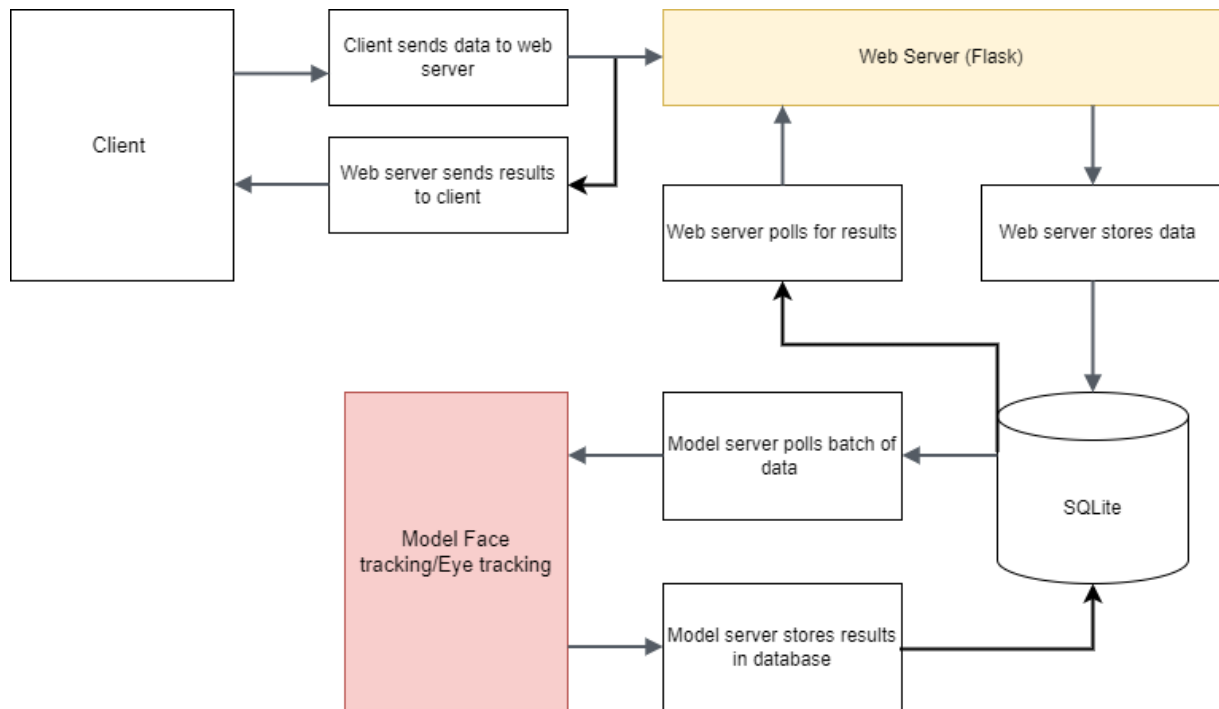 Client
Client sends data to web
server
Web server sends results
to client
Web Server (Flask)
Web server polls for results
Web server stores data
Model Face
tracking/Eye tracking
Model server polls batch of
data
SQLite
Model server stores results
in database